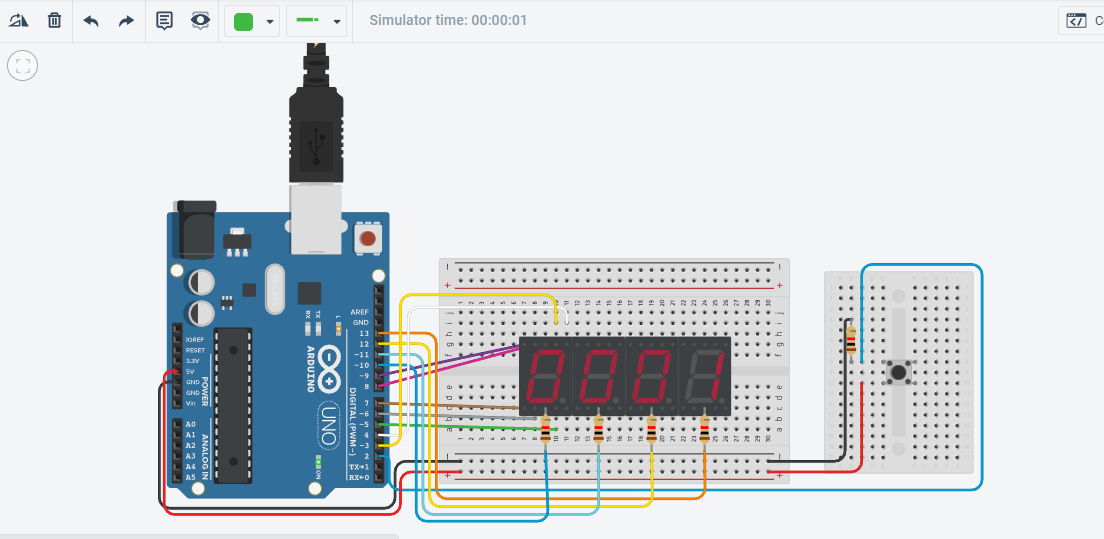 Simulator time: 00:00:01
C
AREF
GND
13
12
~11
~10
~9
8
7
~6
~5
4
~3
2
TX→1
RX←0
DIGITAL (PWM~)
RX
TX
L
ARDUINO
UNO
ON
IOREF
RESET
3.3V
5V
GND
GND
Vin
POWER
A0
A1
A2
A3
A4
A5
ANALOG IN
0001